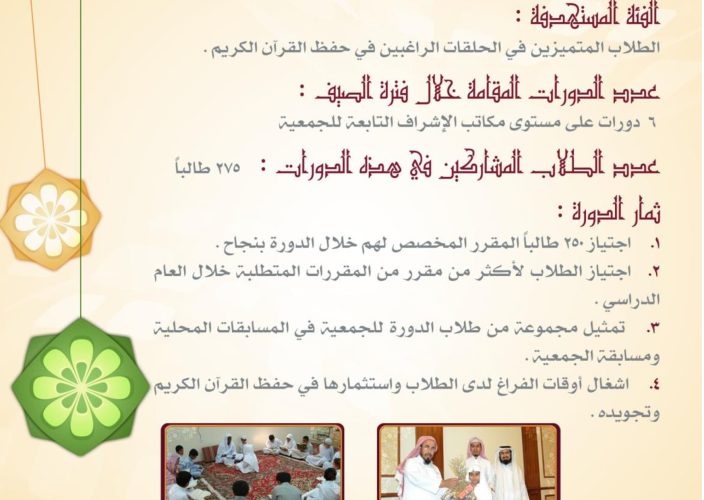 الفئة المستهدفة :
الطلاب المتميزين في الحلقات الراغبين في حفظ القرآن الكريم .
عدد الدورات المقامة خلال فترة الصيف :
٦ دورات على مستوى مكاتب الإشراف التابعة للجمعية
عدد الطلاب المشاركين في هذه الدورات : ٢٧٥ طالباً
ثمار الدورة :
١. اجتياز ٢٥٠ طالباً المقرر المخصص لهم خلال الدورة بنجاح .
٢. اجتياز الطلاب لأكثر من مقرر من المقررات المتطلبة خلال العام
الدراسي .
٣. تمثيل مجموعة من طلاب الدورة للجمعية في المسابقات المحلية
ومسابقة الجمعية .
٤. اشغال أوقات الفراغ لدى الطلاب واستثمارها في حفظ القرآن الكريم
وتجويده .